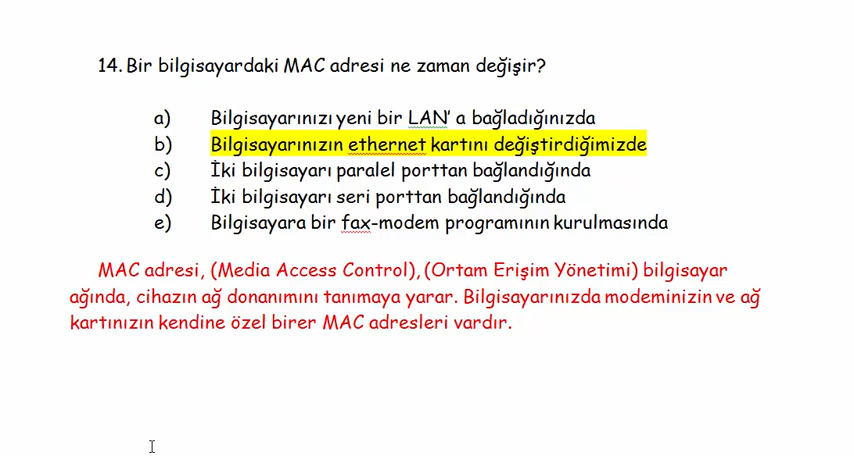 14. Bir bilgisayardaki MAC adresi ne zaman değişir?
a) Bilgisayarınızı yeni bir LAN' a bağladığınızda
b) Bilgisayarınızın ethernet kartını değiştirdiğimizde
c) İki bilgisayarı paralel porttan bağlandığında
d) İki bilgisayarı seri porttan bağlandığında
e) Bilgisayara bir fax-modem programının kurulmasında
MAC adresi, (Media Access Control), (Ortam Erişim Yönetimi) bilgisayar
ağında, cihazın ağ donanımını tanımaya yarar. Bilgisayarınızda modeminizin ve ağ
kartınızın kendine özel birer MAC adresleri vardır.